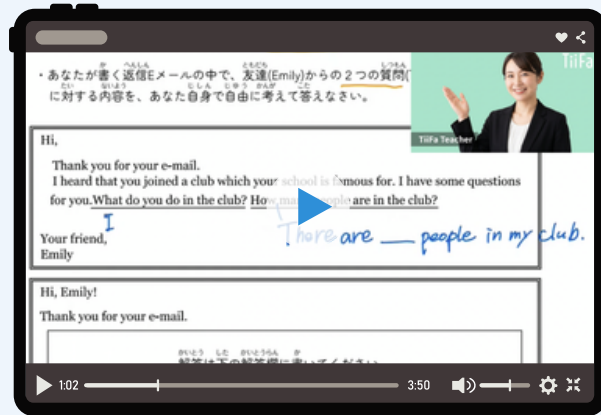 ・あなたが書く返信Eメールの中で、友達(Emily)からの2つの質問(
に対する内容を、あなた自身で自由に考えて答えなさい。
TiiFa
TiiFa Teacher
Hi,
Thank you for your e-mail.
I heard that you joined a club which your school is famous for. I have some questions
for you.What do you do in the club? How many people are in the club?
I
There are ___ people in my club.
Your friend,
Emily
Hi, Emily!
Thank you for your e-mail.
1:02
3:50